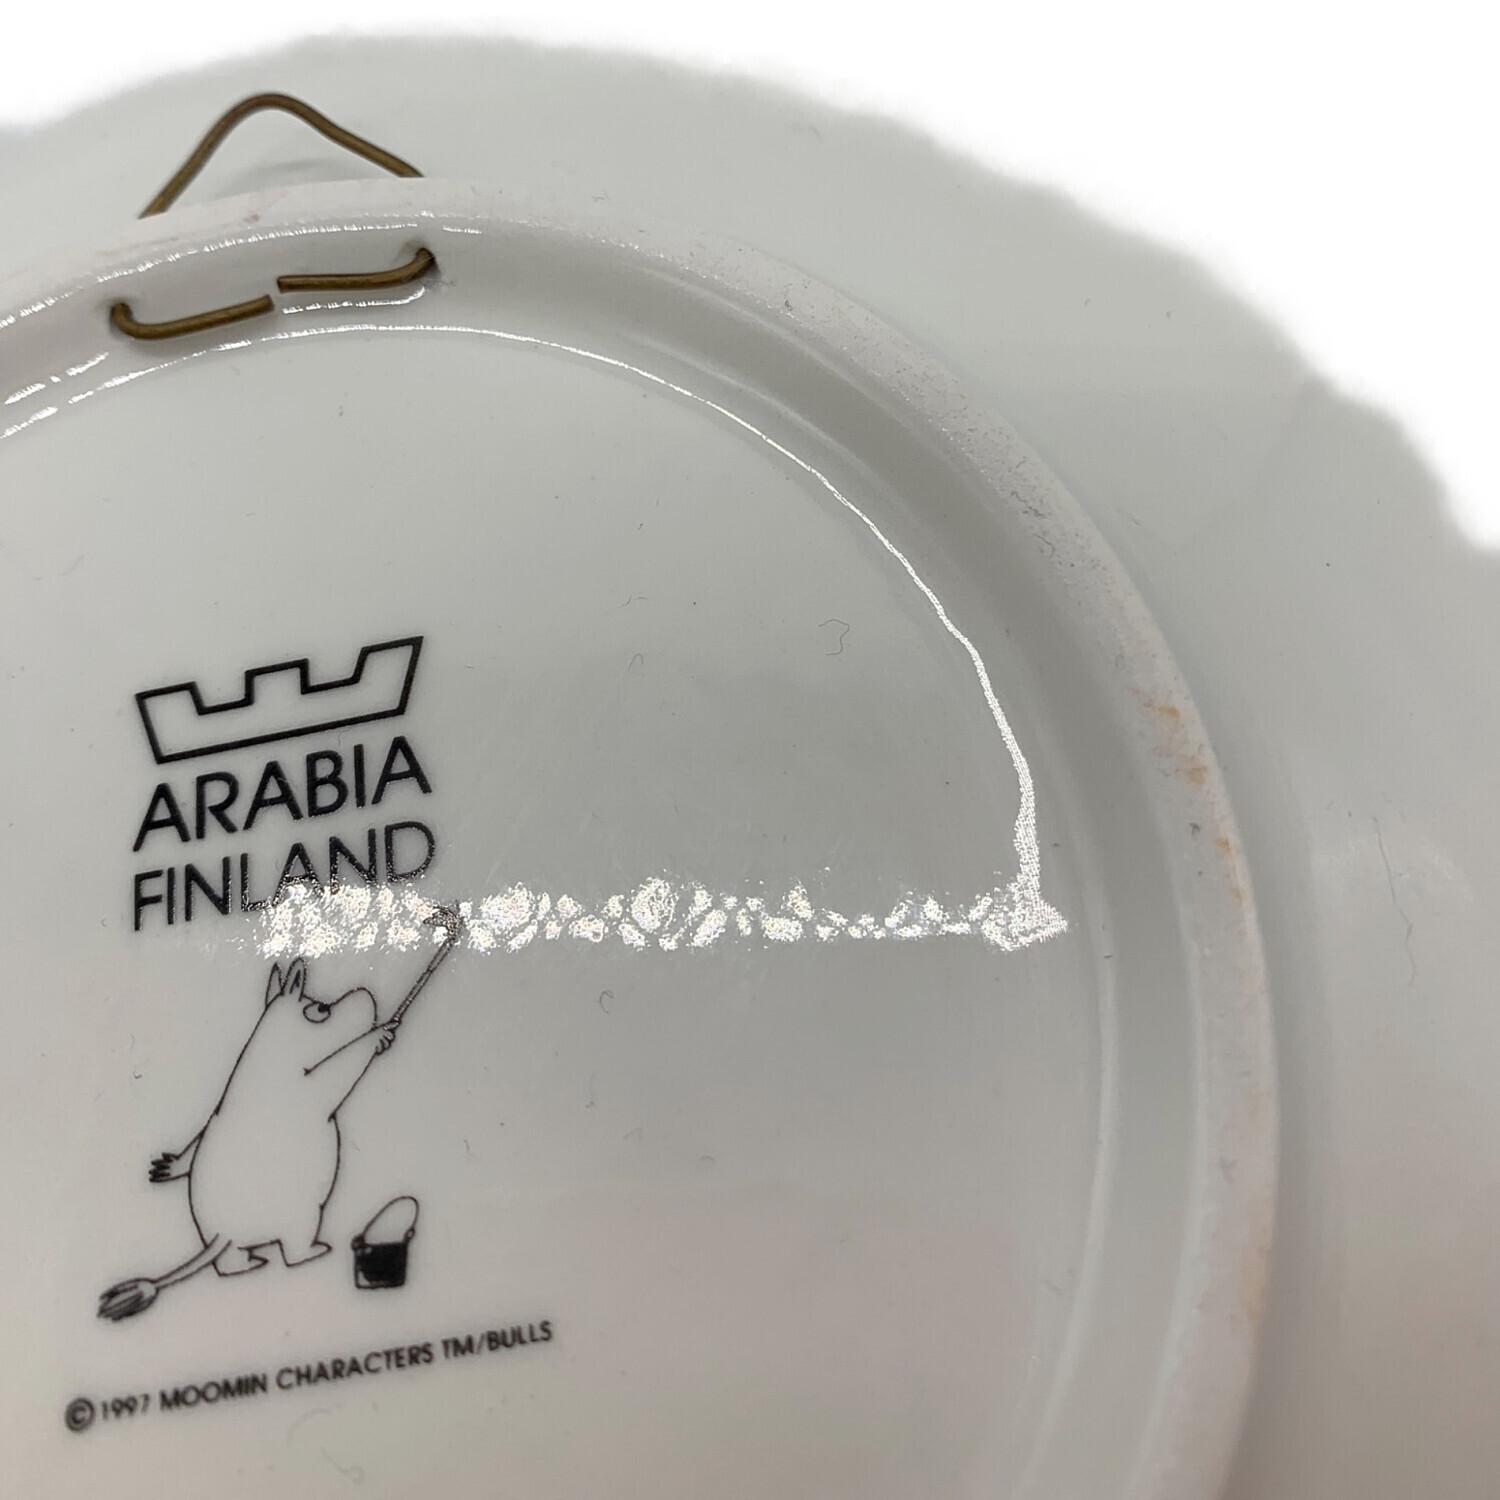 ARABIA
FINLAND
©1997 MOOMIN CHARACTERS TM/BULLS